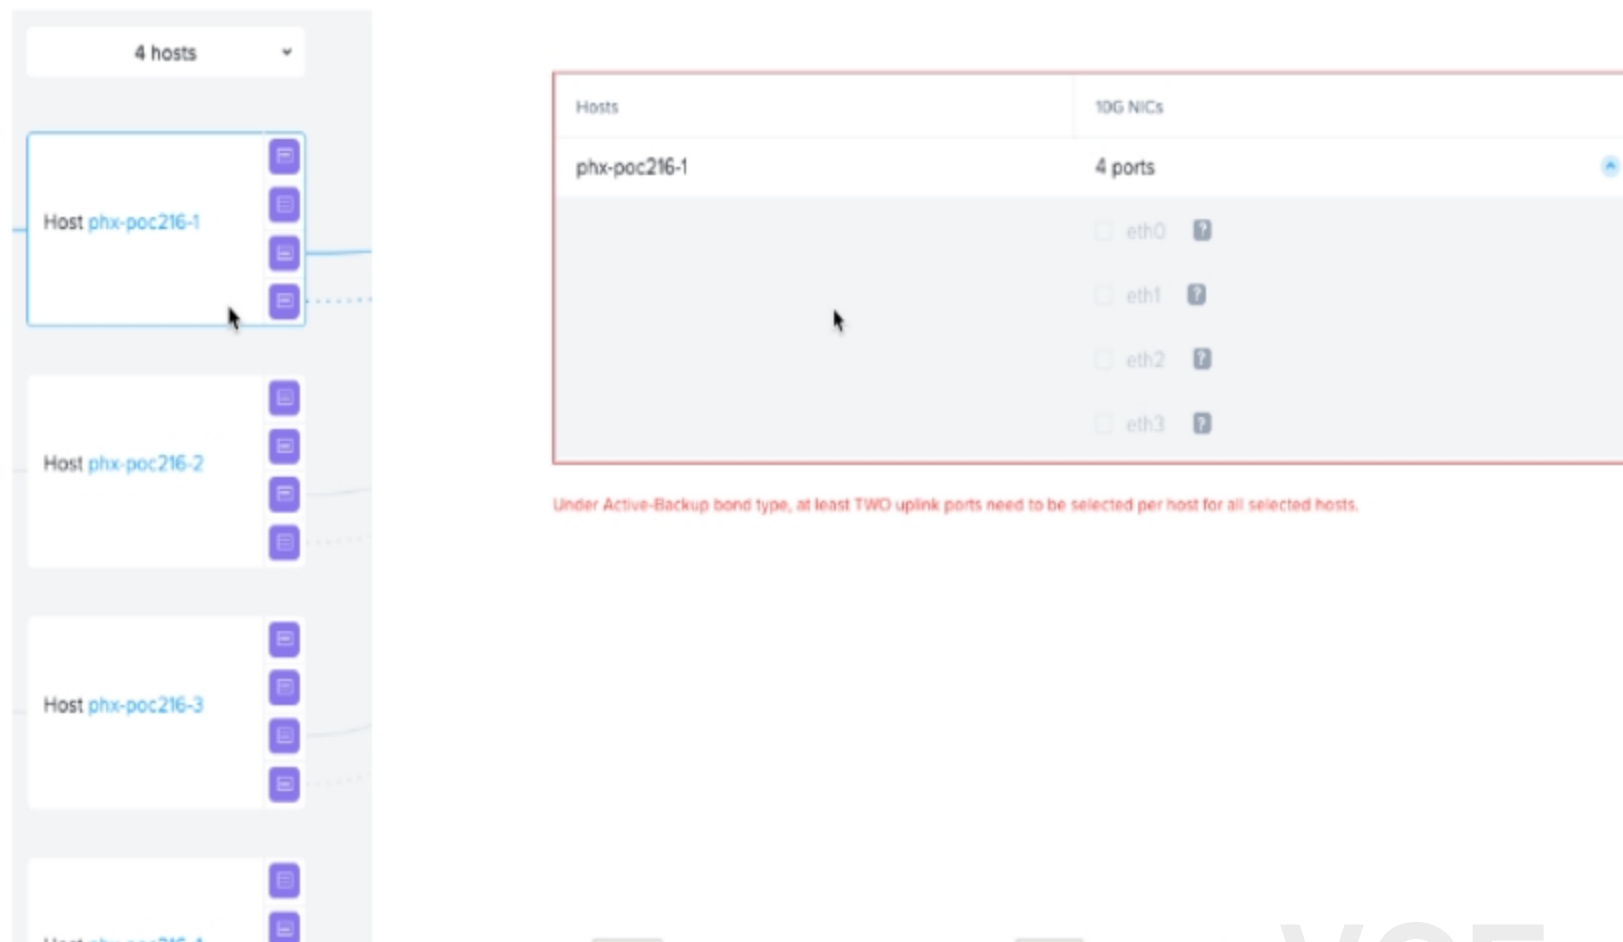 4 hosts
Host phx-poc216-1
Host phx-poc216-2
Host phx-poc216-3
Hosts
10G NICs
phx-poc216-1
4 ports
eth0 ?
eth1 ?
eth2 ?
eth3 ?
Under Active-Backup bond type, at least TWO uplink ports need to be selected per host for all selected hosts.